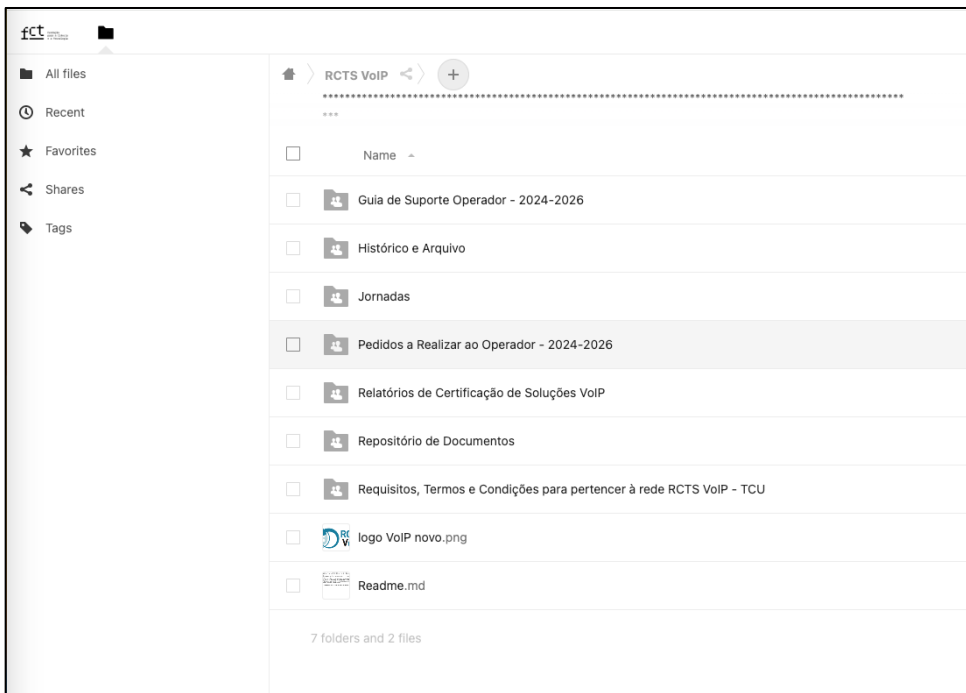 fct
All files
Recent
Favorites
Shares
Tags
RCTS VoIP
+
*******************************************************************************************************
***
Name
Guia de Suporte Operador - 2024-2026
Histórico e Arquivo
Jornadas
Pedidos a Realizar ao Operador - 2024-2026
Relatórios de Certificação de Soluções VoIP
Repositório de Documentos
Requisitos, Termos e Condições para pertencer à rede RCTS VoIP - TCU
logo VoIP novo.png
Readme.md
7 folders and 2 files